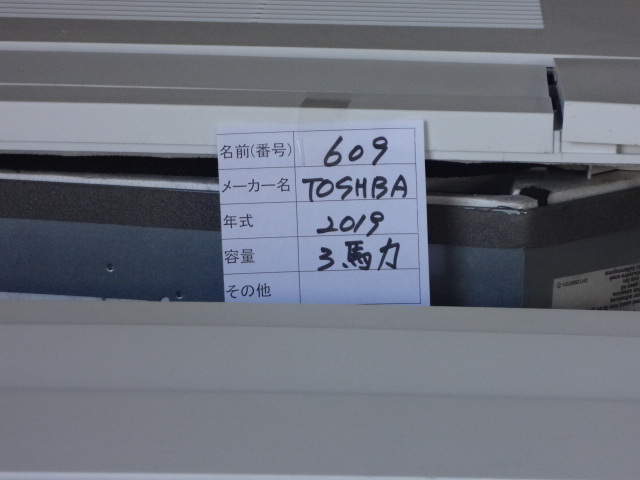 名前(番号) 609
メーカー名 TOSHBA
年式 2019
容量 3馬力
その他